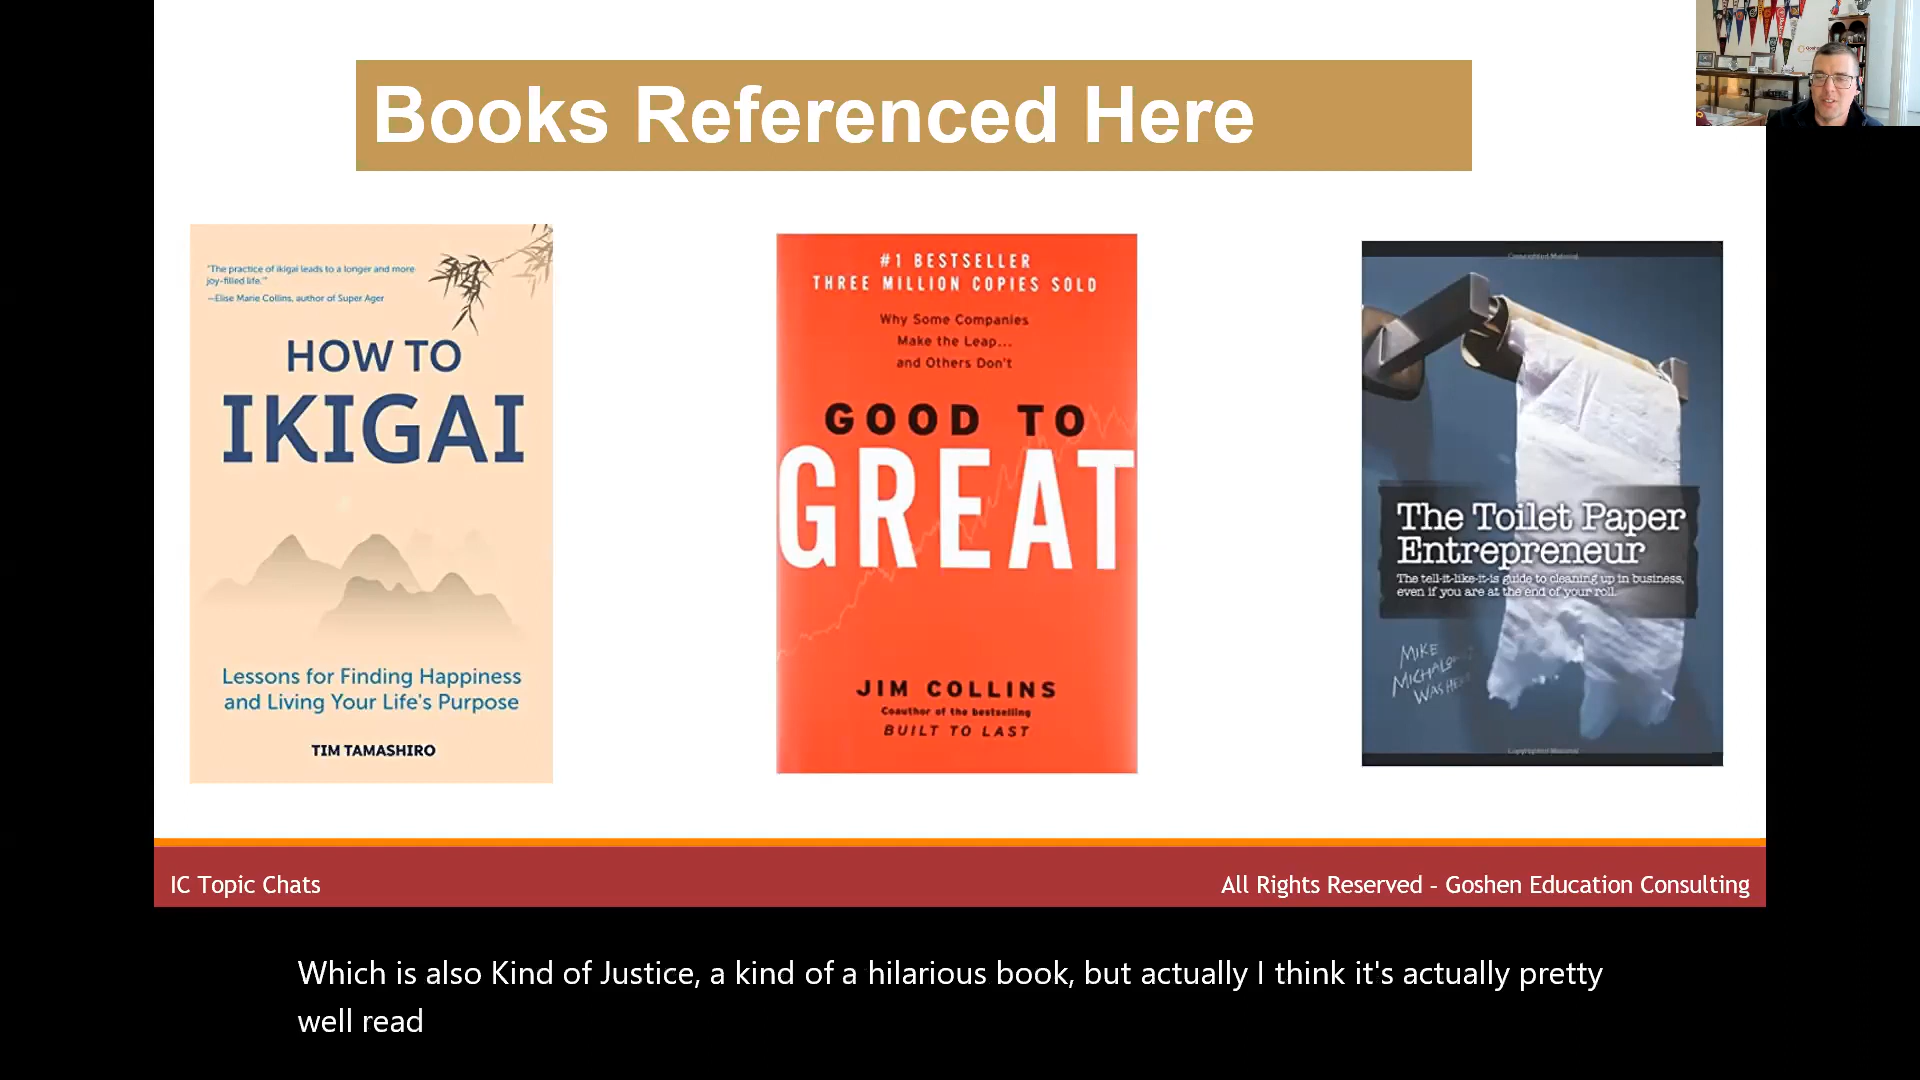 Books Referenced Here
"The practice of ikigai leads to a longer and more
joy-filled life."
—Elise Marie Collins, author of Super Ager
HOW TO
IKIGAI
Lessons for Finding Happiness
and Living Your Life's Purpose
TIM TAMASHIRO
#1 BESTSELLER
THREE MILLION COPIES SOLD
Why Some Companies
Make the Leap...
and Others Don't
GOOD TO
GREAT
JIM COLLINS
Coauthor of the bestselling
BUILT TO LAST
Copyrighted Material
The Toilet Paper
Entrepreneur
The tell-it-like-it-is guide to cleaning up in business,
even if you are at the end of your roll.
MIKE
WAS HERE
Copyrighted Material
IC Topic Chats
All Rights Reserved - Goshen Education Consulting
Which is also Kind of Justice, a kind of a hilarious book, but actually I think it's actually pretty
well read